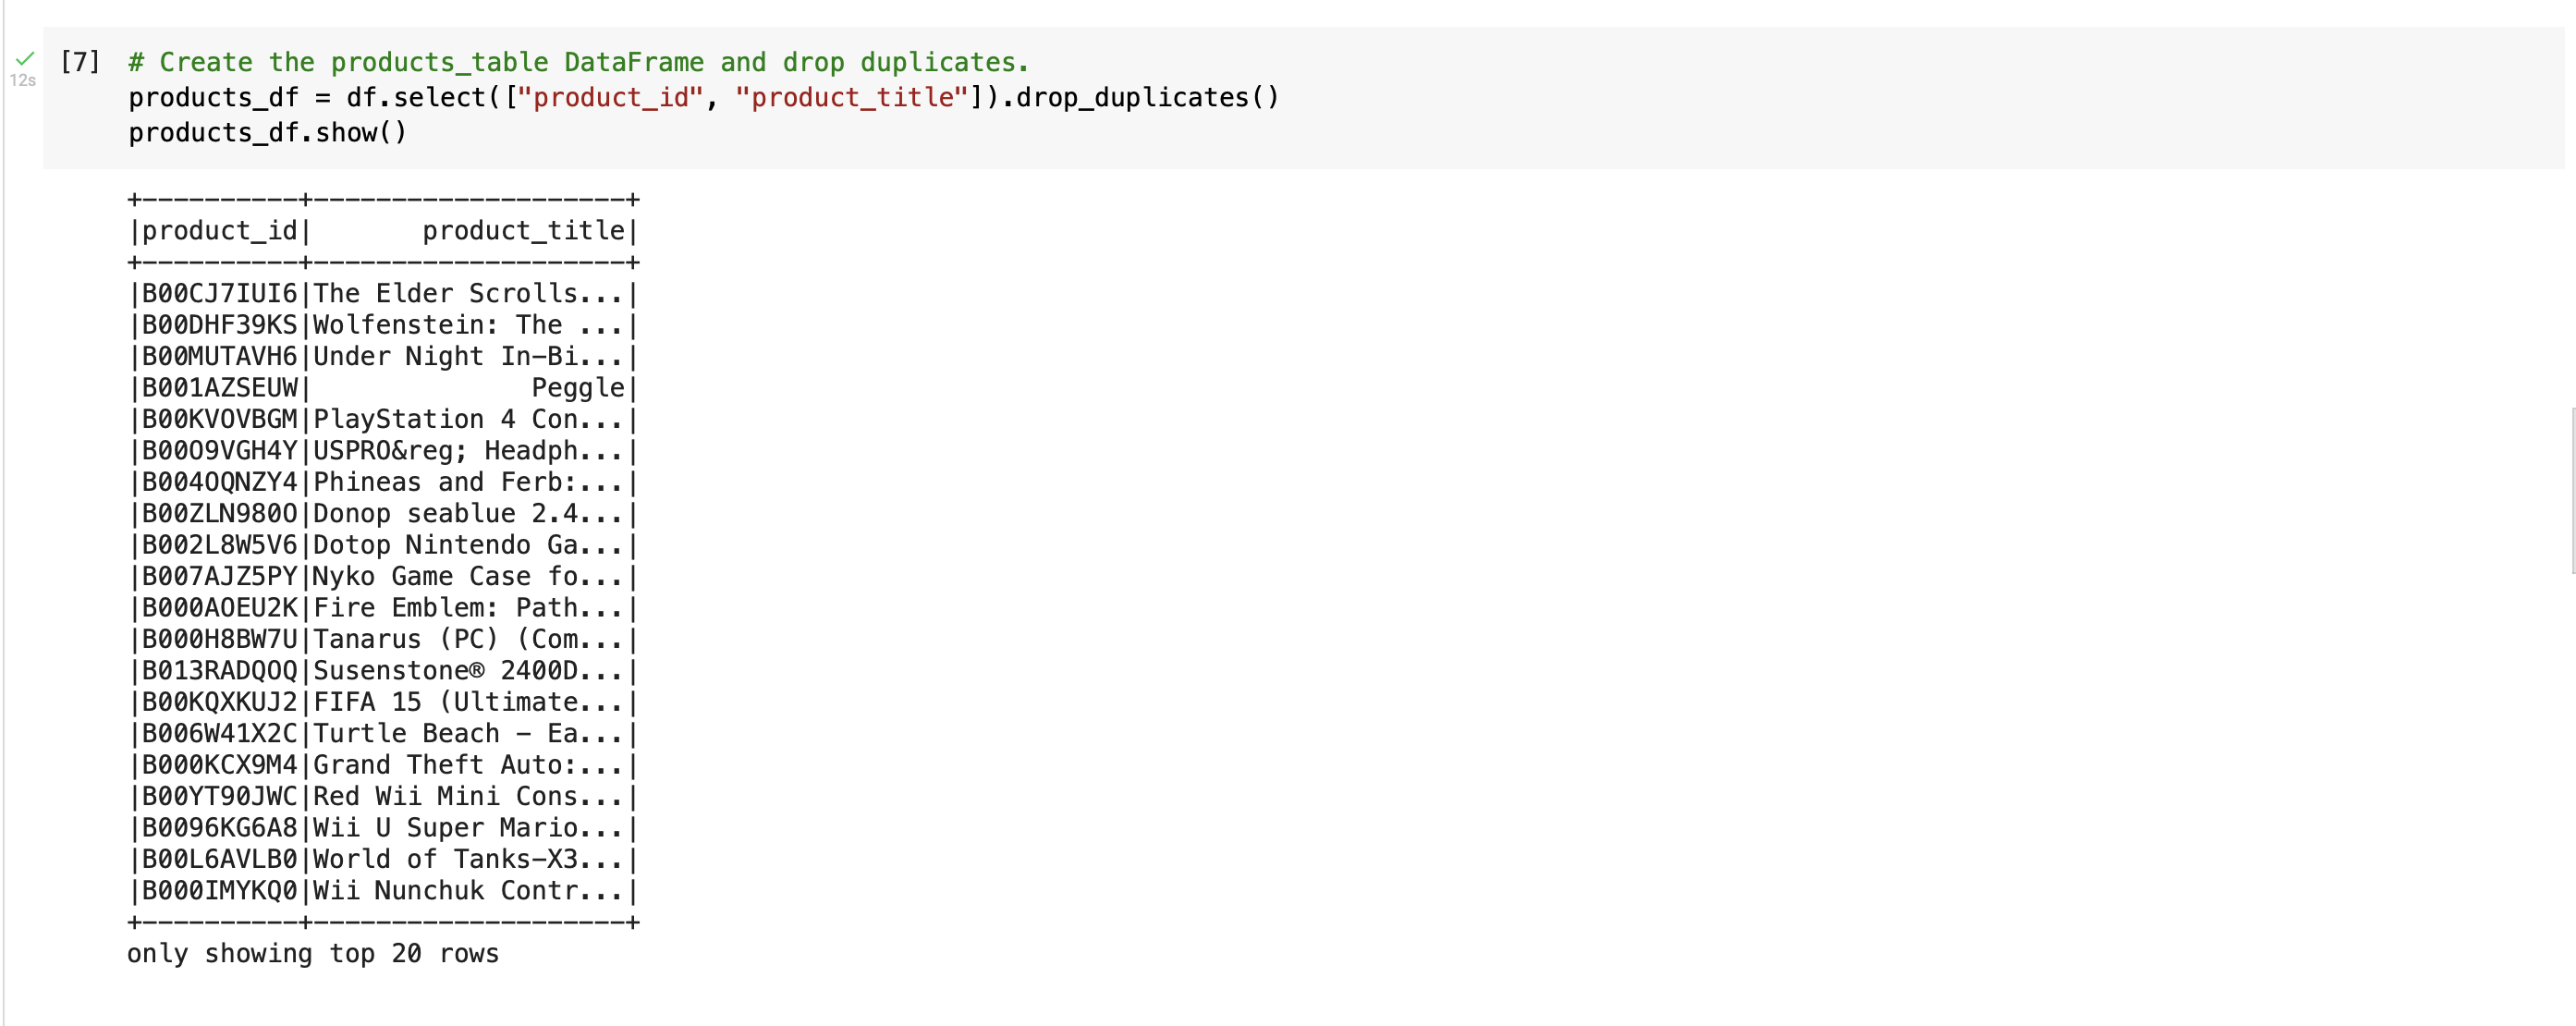 [7] # Create the products_table DataFrame and drop duplicates.
12s products_df = df.select(["product_id", "product_title"]).drop_duplicates()
products_df.show()
+----------+--------------------+
|product_id|       product_title|
+----------+--------------------+
|B00CJ7IUI6|The Elder Scrolls...|
|B00DHF39KS|Wolfenstein: The ...|
|B00MUTAVH6|Under Night In-Bi...|
|B001AZSEUW|              Peggle|
|B00KVOVBGM|PlayStation 4 Con...|
|B00O9VGH4Y|USPRO&reg; Headph...|
|B004OQNZY4|Phineas and Ferb:...|
|B00ZLN980O|Donop seablue 2.4...|
|B002L8W5V6|Dotop Nintendo Ga...|
|B007AJZ5PY|Nyko Game Case fo...|
|B000AOEU2K|Fire Emblem: Path...|
|B000H8BW7U|Tanarus (PC) (Com...|
|B013RADQOQ|Susenstone® 2400D...|
|B00KQXKUJ2|FIFA 15 (Ultimate...|
|B006W41X2C|Turtle Beach - Ea...|
|B000KCX9M4|Grand Theft Auto:...|
|B00YT90JWC|Red Wii Mini Cons...|
|B0096KG6A8|Wii U Super Mario...|
|B00L6AVLB0|World of Tanks-X3...|
|B000IMYKQ0|Wii Nunchuk Contr...|
+----------+--------------------+
only showing top 20 rows